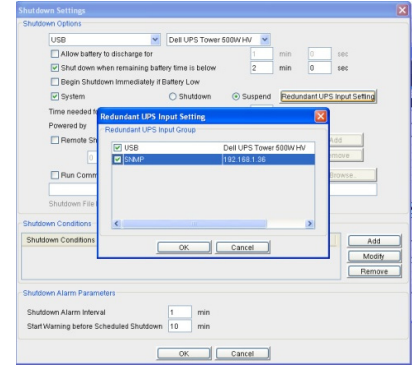 Shutdown Settings
Shutdown Options
USB Dell UPS Tower 500W HV
Allow battery to discharge for 1 min 0 sec
Shut down when remaining battery time is below 2 min 0 sec
Begin Shutdown Immediately if Battery Low
System Shutdown Suspend Redundant UPS Input Setting
Time needed to
Redundant UPS Input Setting
Powered by
Redundant UPS Input Group
Remote Sh Add
USB Dell UPS Tower 500W HV
SNMP 192.168.1.36
0
Run Comm Browse...
Shutdown File
OK Cancel
Shutdown Conditions
Shutdown Conditions
Add
Modify
Remove
Shutdown Alarm Parameters
Shutdown Alarm Interval 1 min
Start Warning before Scheduled Shutdown 10 min
OK Cancel